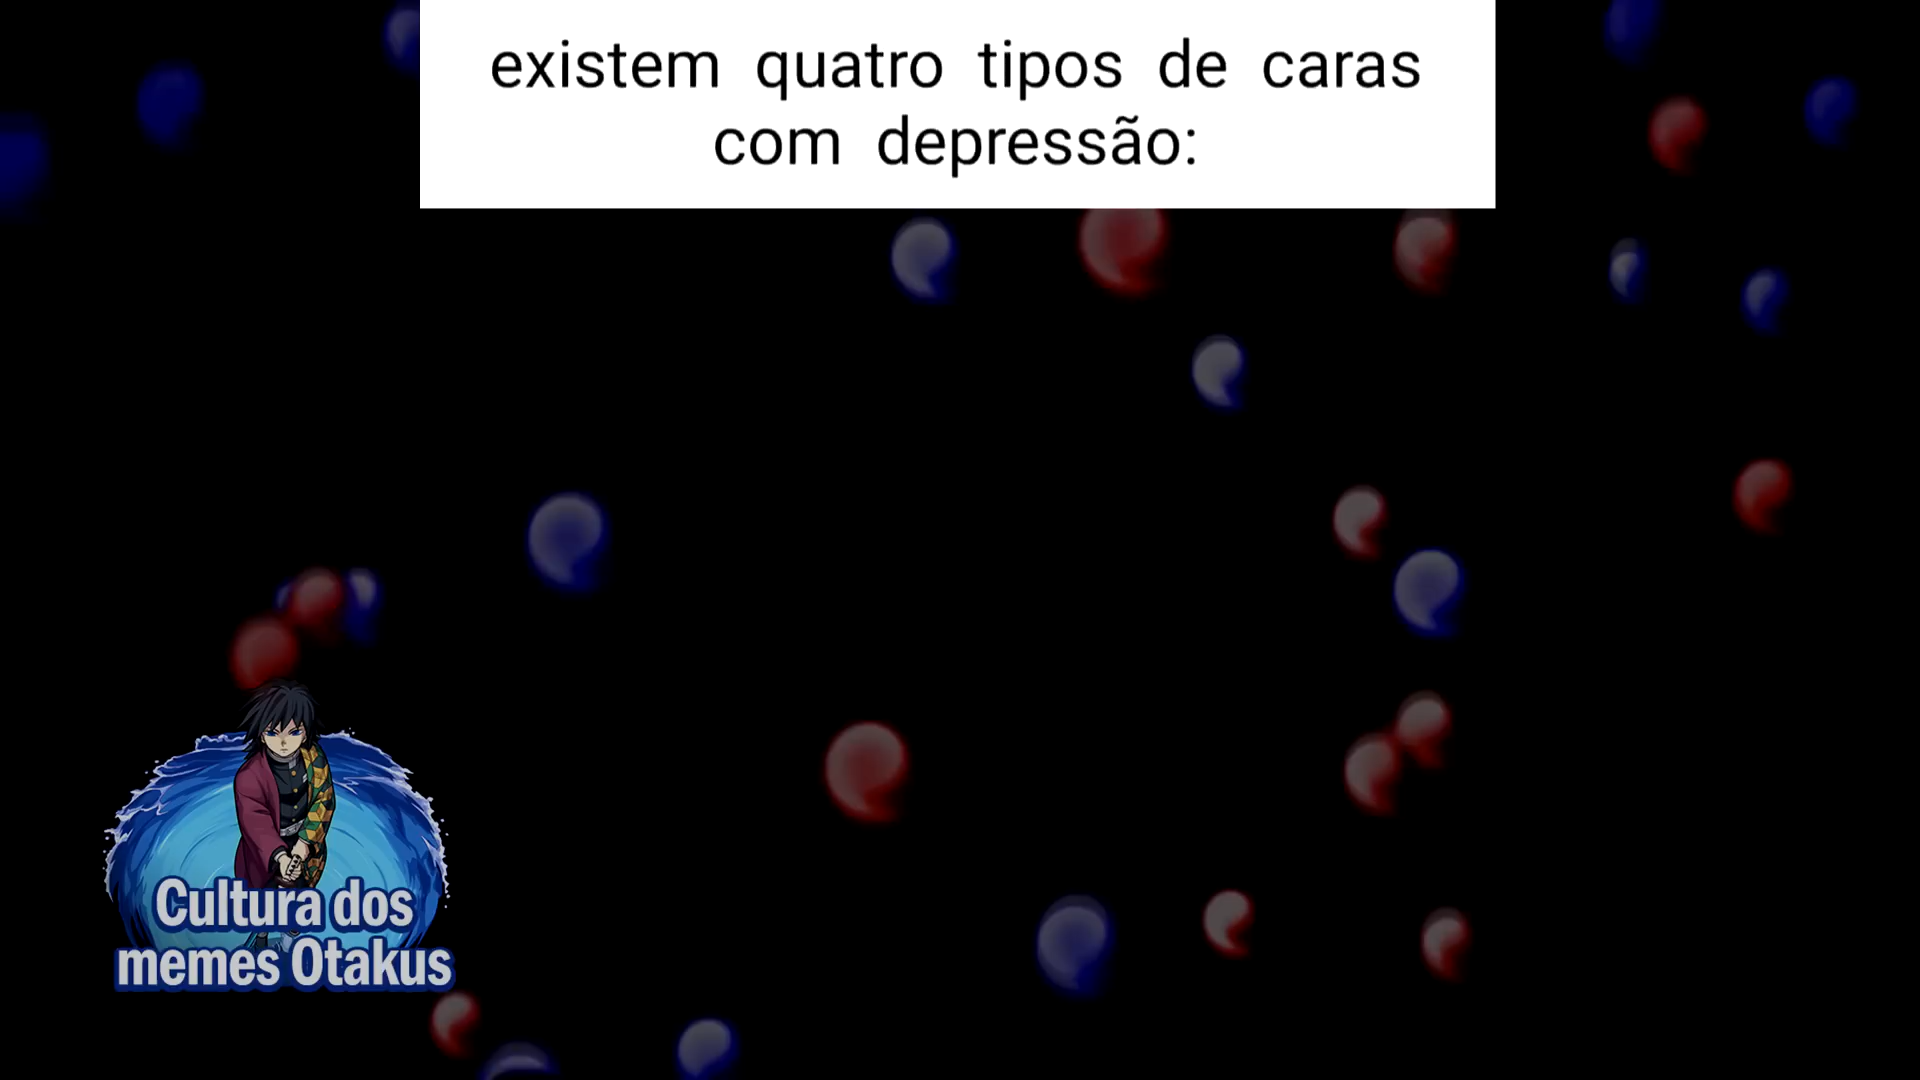 existem quatro tipos de caras
com depressão:
Cultura dos
memes Otakus